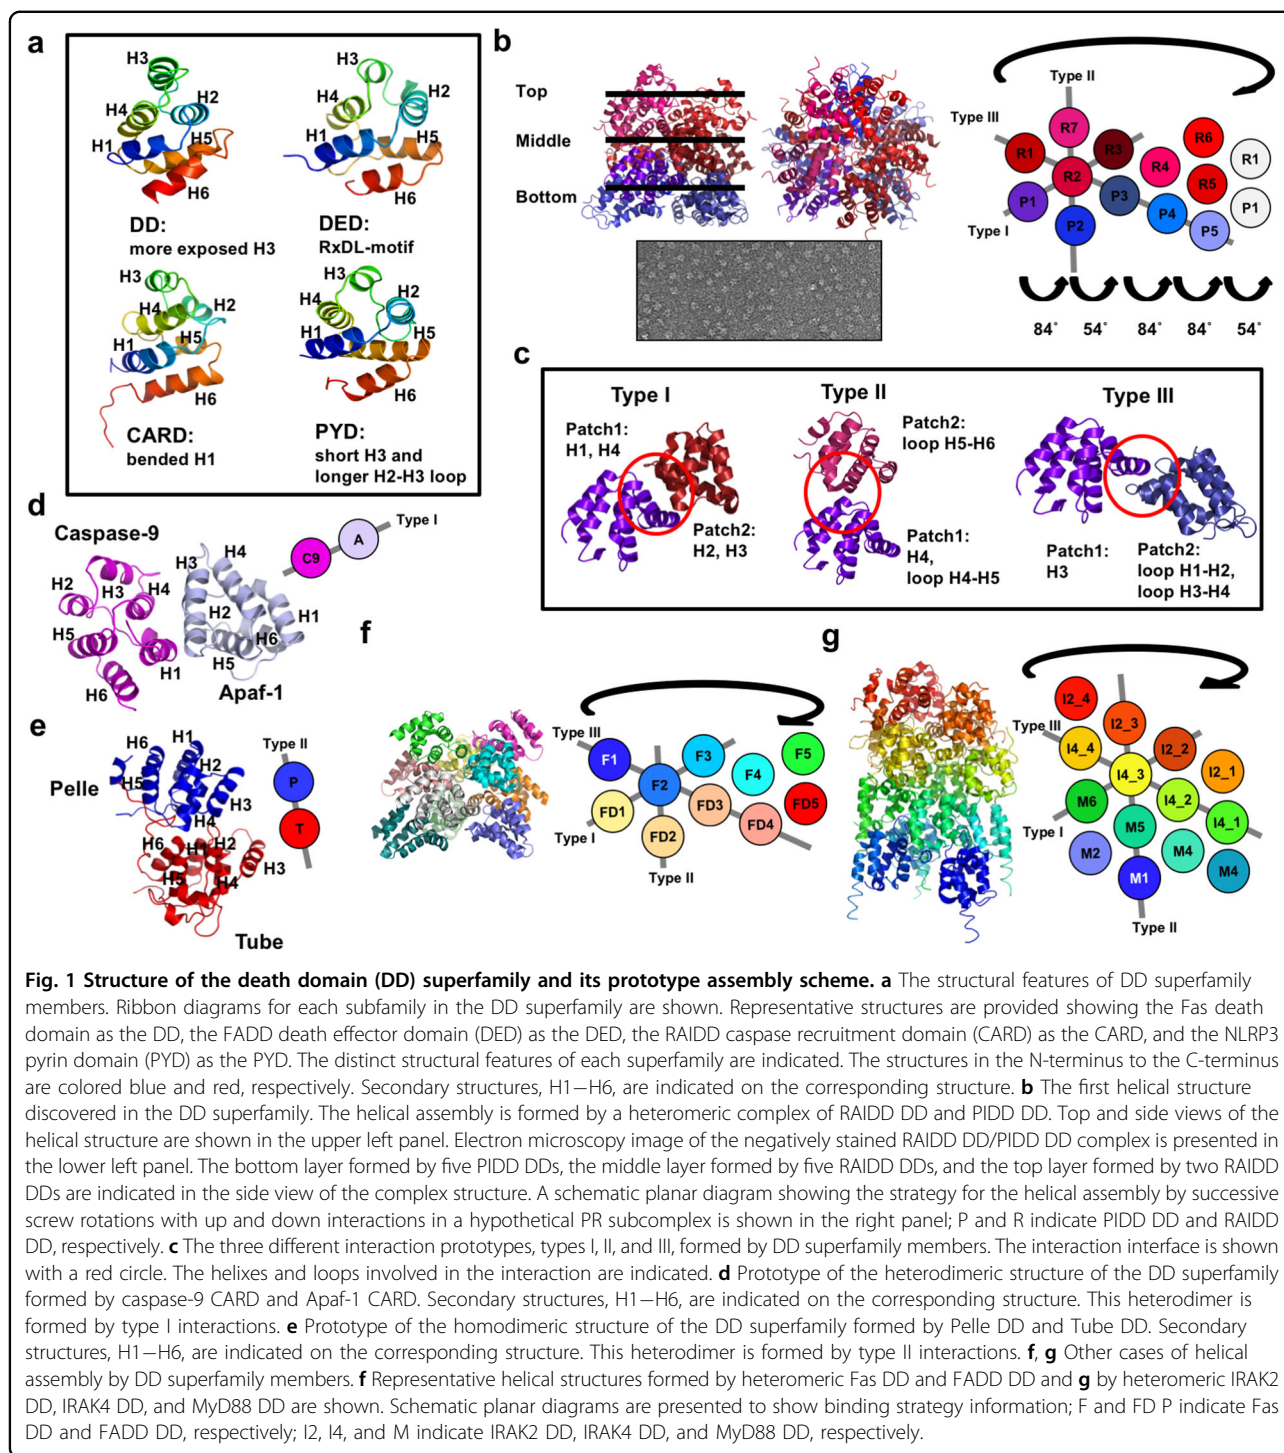 a
H3
H4
H2
H1
H5
H6
DD:
more exposed H3
H3
H4
H2
H1
H5
H6
DED:
RxDL-motif
H3
H4
H2
H5
H1
H6
CARD:
bended H1
H3
H4
H2
H1
H5
H6
PYD:
short H3 and
longer H2-H3 loop
b
Top
Middle
Bottom
Type II
Type III
Type I
R7
R1
R3
R6
R2
R4
R1
R5
P1
P3
P1
P2
P4
P5
84°
54°
84°
84°
54°
c
Type I
Patch1:
H1, H4
Patch2:
H2, H3
Type II
Patch2:
loop H5-H6
Patch1:
H4,
loop H4-H5
Type III
Patch1:
H3
Patch2:
loop H1-H2,
loop H3-H4
d
Caspase-9
H2
H3
H4
H5
H1
H6
H4
H3
H2
H1
H6
H5
Apaf-1
C9
A
Type I
e
Pelle
H6
H1
H2
H5
H3
H4
H6
H1
H2
H3
H5
H4
Tube
Type II
P
T
f
Type III
Type I
Type II
F1
F2
F3
F4
F5
FD1
FD2
FD3
FD4
FD5
g
Type III
Type I
Type II
I2_4
I2_3
I4_4
I2_2
I4_3
I2_1
M6
I4_2
I4_1
M5
M2
M4
M4
M1
Fig. 1 Structure of the death domain (DD) superfamily and its prototype assembly scheme. a The structural features of DD superfamily
members. Ribbon diagrams for each subfamily in the DD superfamily are shown. Representative structures are provided showing the Fas death
domain as the DD, the FADD death effector domain (DED) as the DED, the RAIDD caspase recruitment domain (CARD) as the CARD, and the NLRP3
pyrin domain (PYD) as the PYD. The distinct structural features of each superfamily are indicated. The structures in the N-terminus to the C-terminus
are colored blue and red, respectively. Secondary structures, H1–H6, are indicated on the corresponding structure. b The first helical structure
discovered in the DD superfamily. The helical assembly is formed by a heteromeric complex of RAIDD DD and PIDD DD. Top and side views of the
helical structure are shown in the upper left panel. Electron microscopy image of the negatively stained RAIDD DD/PIDD DD complex is presented in
the lower left panel. The bottom layer formed by five PIDD DDs, the middle layer formed by five RAIDD DDs, and the top layer formed by two RAIDD
DDs are indicated in the side view of the complex structure. A schematic planar diagram showing the strategy for the helical assembly by successive
screw rotations with up and down interactions in a hypothetical PR subcomplex is shown in the right panel; P and R indicate PIDD DD and RAIDD
DD, respectively. c The three different interaction prototypes, types I, II, and III, formed by DD superfamily members. The interaction interface is shown
with a red circle. The helixes and loops involved in the interaction are indicated. d Prototype of the heterodimeric structure of the DD superfamily
formed by caspase-9 CARD and Apaf-1 CARD. Secondary structures, H1–H6, are indicated on the corresponding structure. This heterodimer is
formed by type I interactions. e Prototype of the homodimeric structure of the DD superfamily formed by Pelle DD and Tube DD. Secondary
structures, H1–H6, are indicated on the corresponding structure. This heterodimer is formed by type II interactions. f, g Other cases of helical
assembly by DD superfamily members. f Representative helical structures formed by heteromeric Fas DD and FADD DD and g by heteromeric IRAK2
DD, IRAK4 DD, and MyD88 DD are shown. Schematic planar diagrams are presented to show binding strategy information; F and FD P indicate Fas
DD and FADD DD, respectively; I2, I4, and M indicate IRAK2 DD, IRAK4 DD, and MyD88 DD, respectively.